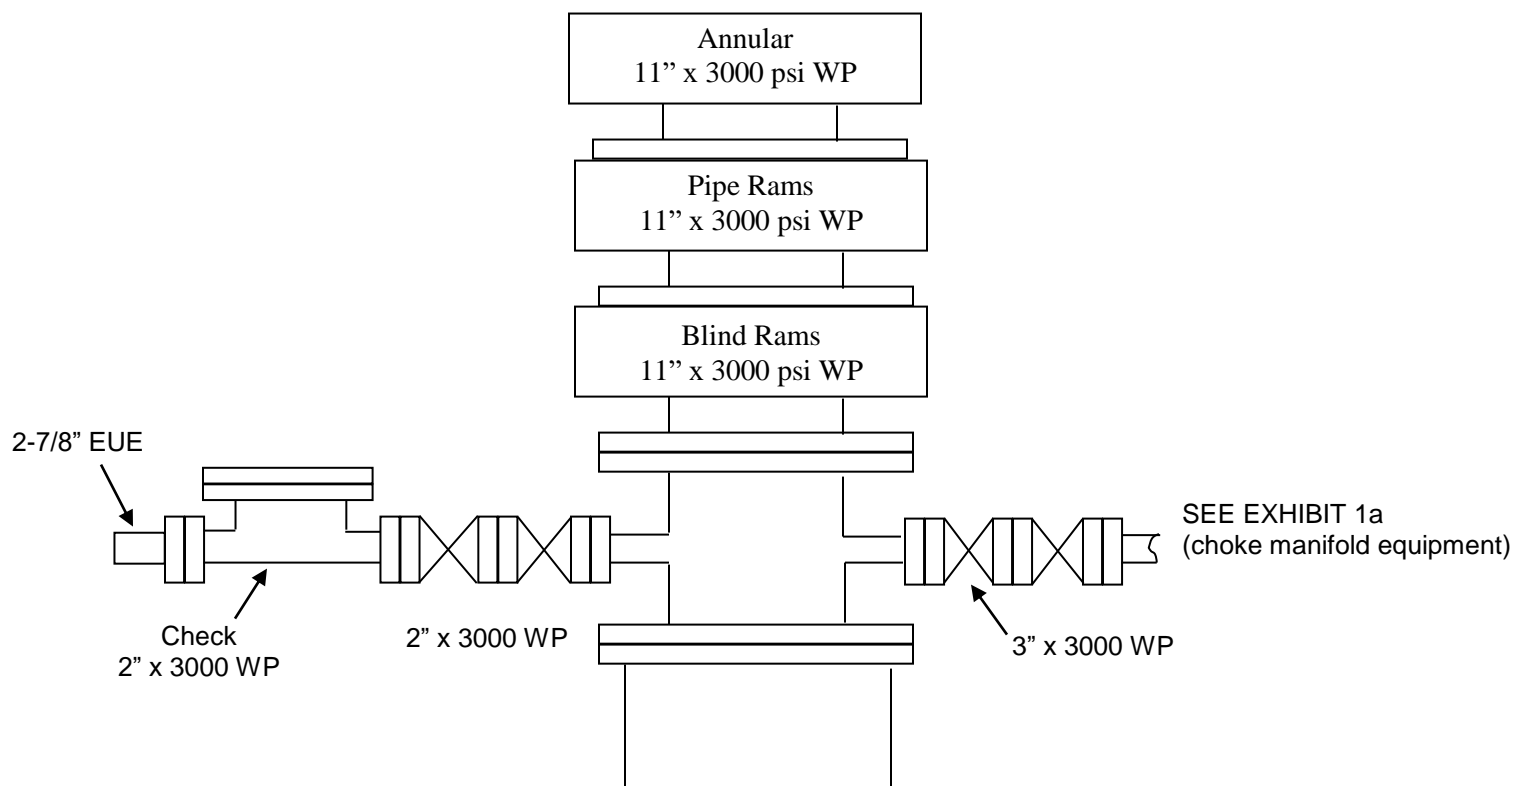 Annular
11” x 3000 psi WP
Pipe Rams
11” x 3000 psi WP
Blind Rams
11” x 3000 psi WP
2-7/8” EUE
SEE EXHIBIT 1a
(choke manifold equipment)
Check
2” x 3000 WP
2” x 3000 WP
3” x 3000 WP